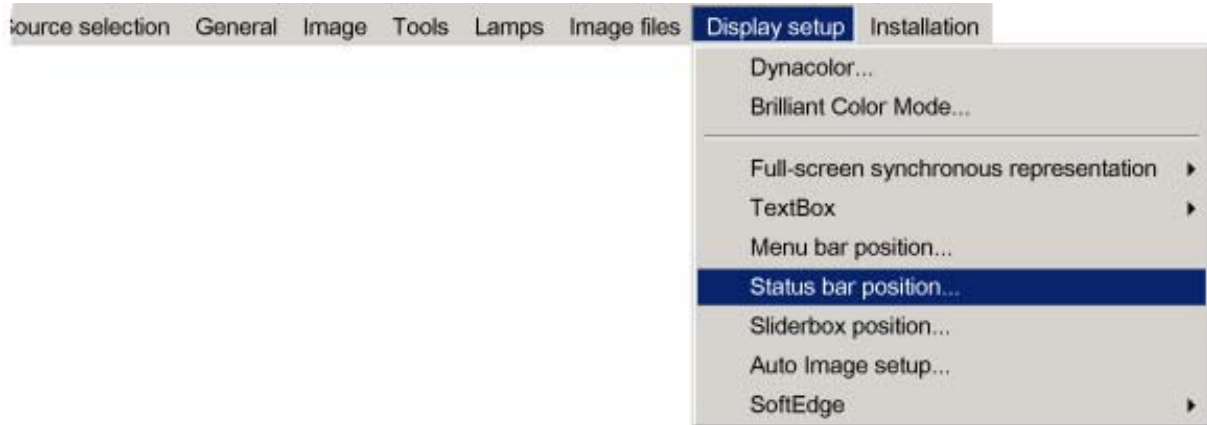 Source selection General Image Tools Lamps Image files Display setup Installation
Dynacolor...
Brilliant Color Mode...
Full-screen synchronous representation
TextBox
Menu bar position...
Status bar position...
Sliderbox position...
Auto Image setup...
SoftEdge